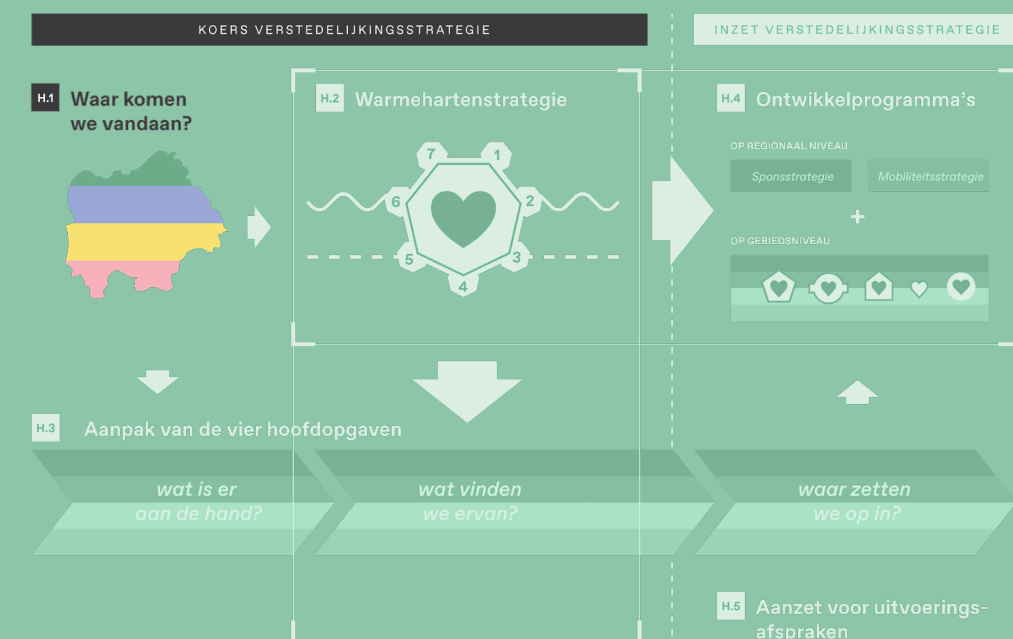 KOERS VERSTEDELIJKINGSSTRATEGIE
INZET VERSTEDELIJKINGSSTRATEGIE
H.1 Waar komen
we vandaan?
H.2 Warmehartenstrategie
7 1
6 2
5 3
4
H.4 Ontwikkelprogramma's
OP REGIONAAL NIVEAU
Sponsstrategie Mobiliteitsstrategie
+
OP GEBIEDSNIVEAU
H.3 Aanpak van de vier hoofdopgaven
wat is er
aan de hand?
wat vinden
we ervan?
waar zetten
we op in?
H.5 Aanzet voor uitvoerings-
afspraken